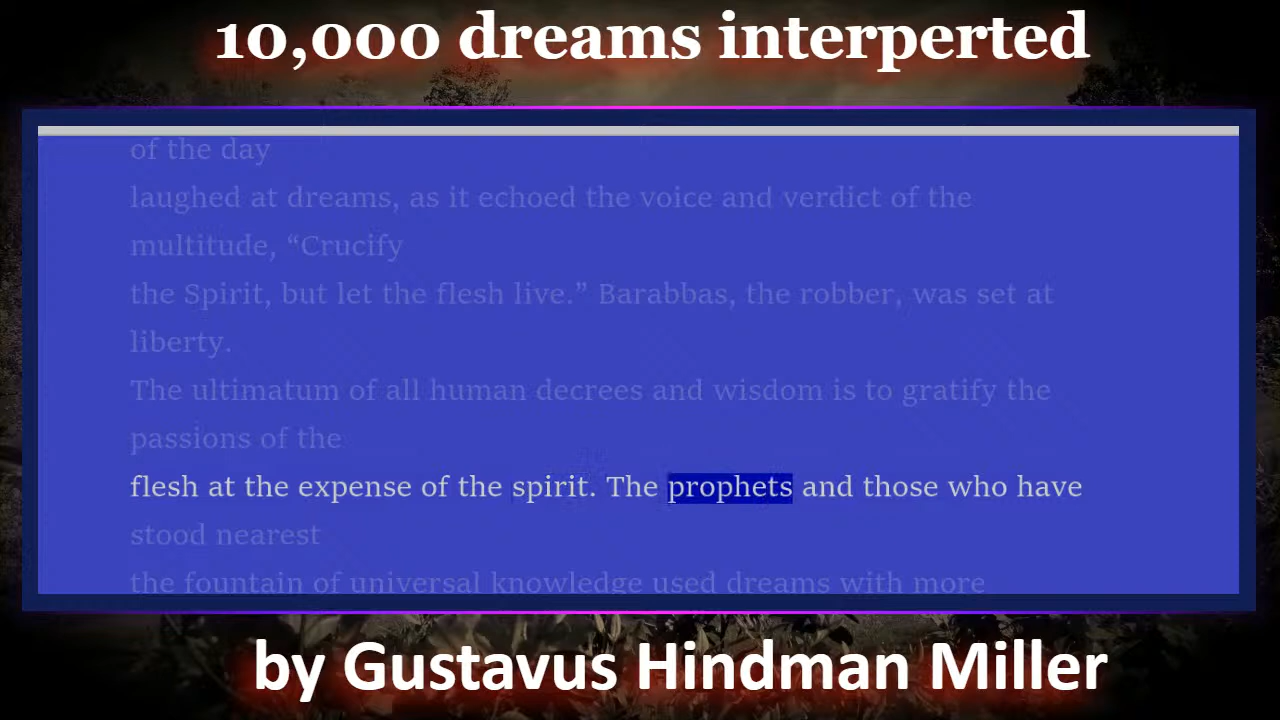 10,000 dreams interperted
of the day
laughed at dreams, as it echoed the voice and verdict of the
multitude, “Crucify
the Spirit, but let the flesh live.” Barabbas, the robber, was set at
liberty.
The ultimatum of all human decrees and wisdom is to gratify the
passions of the
flesh at the expense of the spirit. The prophets and those who have
stood nearest
the fountain of universal knowledge used dreams with more
by Gustavus Hindman Miller